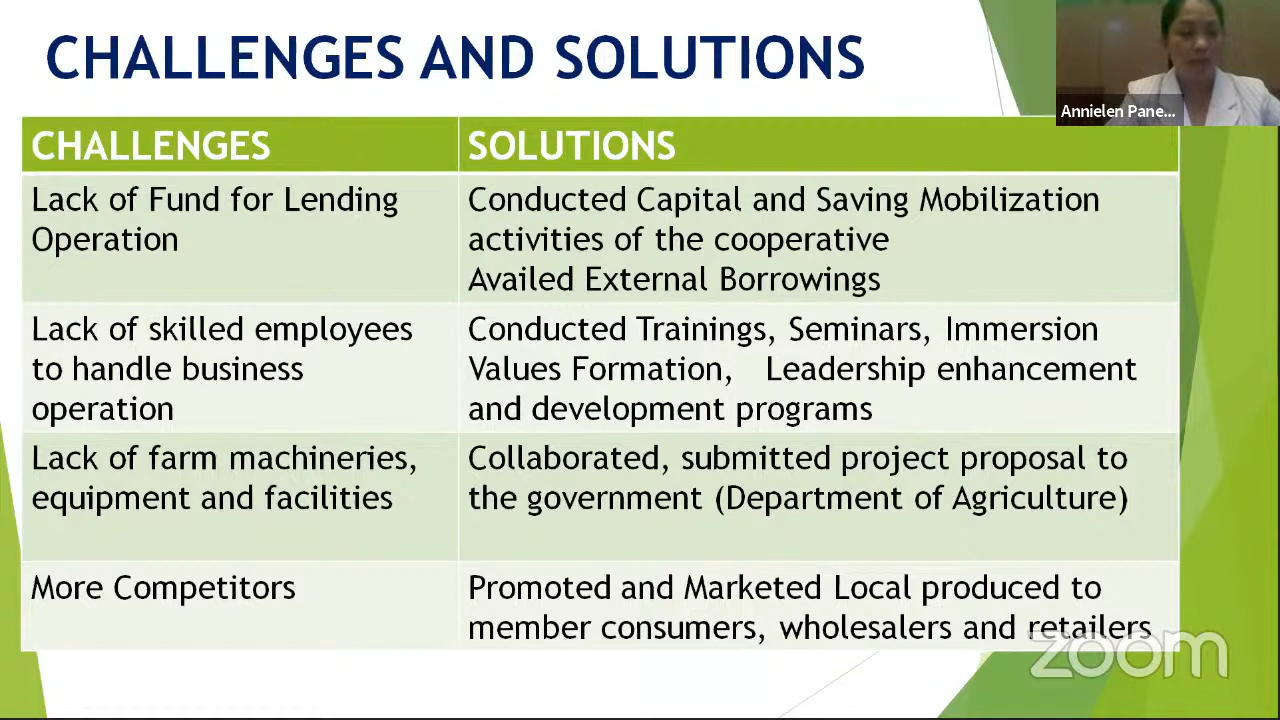 CHALLENGES AND SOLUTIONS
Annielen Pane...
CHALLENGES
SOLUTIONS
Lack of Fund for Lending
Operation
Conducted Capital and Saving Mobilization
activities of the cooperative
Availed External Borrowings
Lack of skilled employees
to handle business
operation
Conducted Trainings, Seminars, Immersion
Values Formation, Leadership enhancement
and development programs
Lack of farm machineries,
equipment and facilities
Collaborated, submitted project proposal to
the government (Department of Agriculture)
More Competitors
Promoted and Marketed Local produced to
member consumers, wholesalers and retailers
zoom